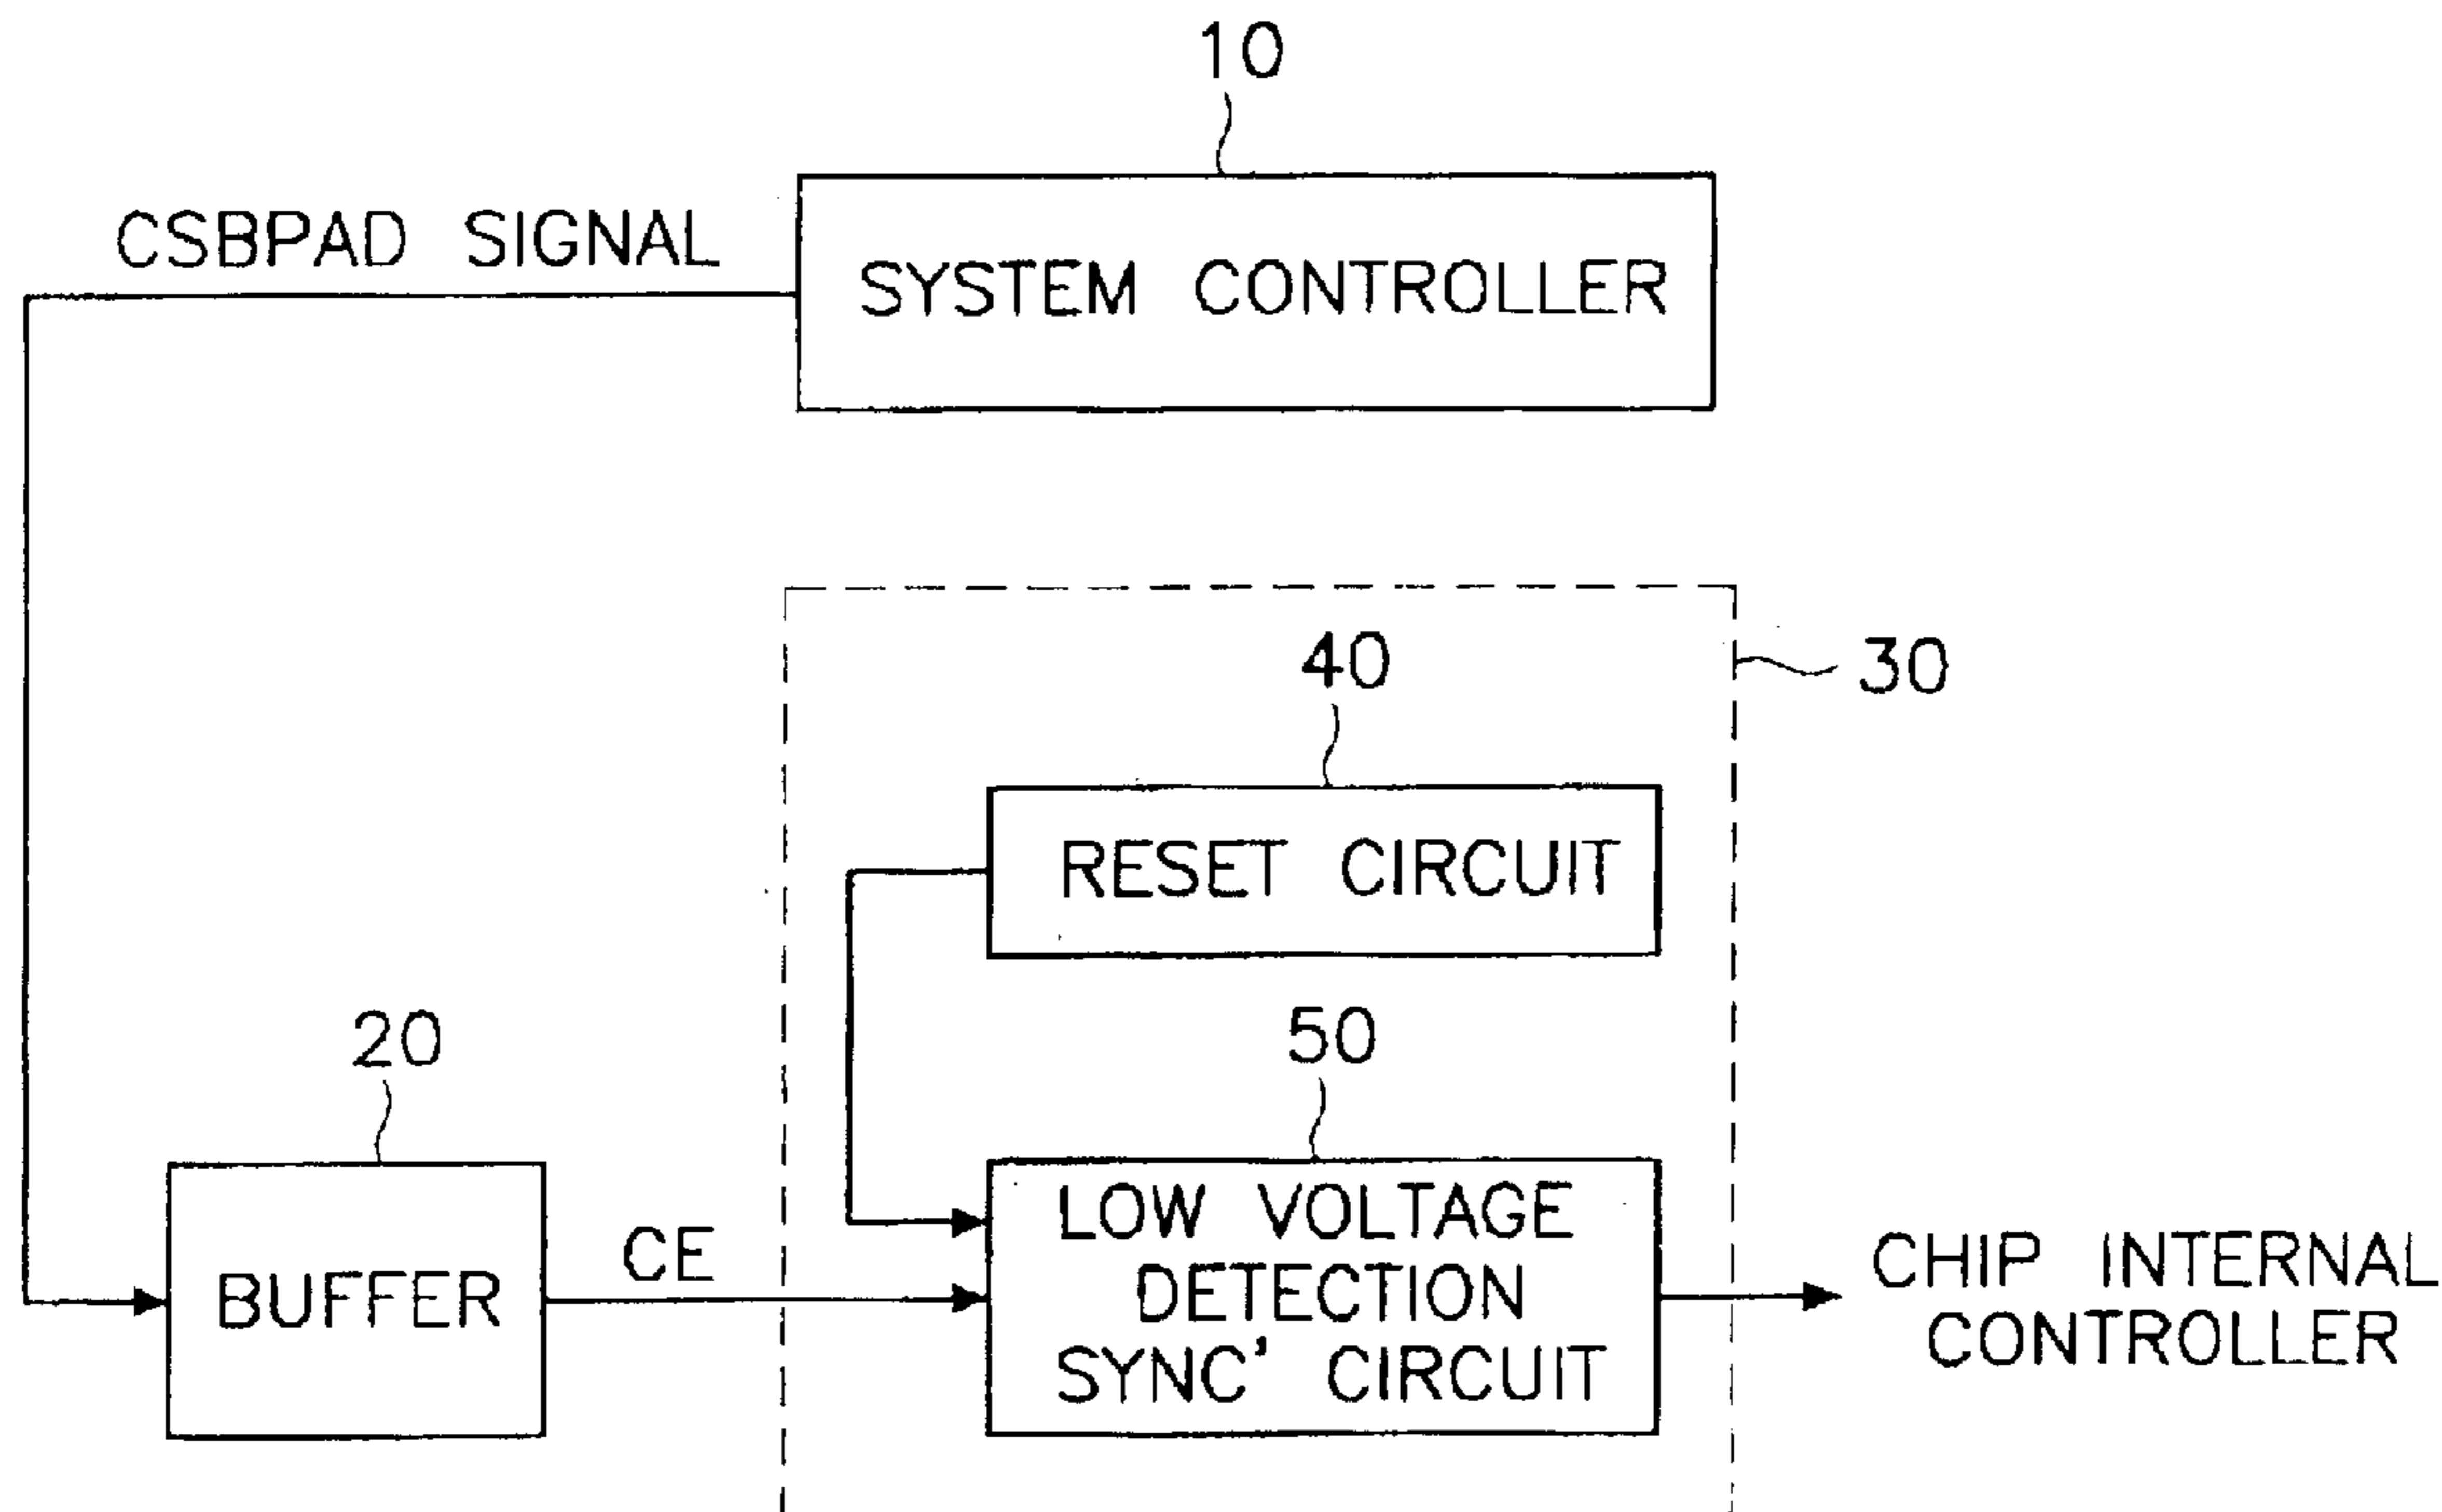 10
CSBPAD SIGNAL
SYSTEM CONTROLLER
30
40
RESET CIRCUIT
20
50
BUFFER
CE
LOW VOLTAGE
DETECTION
SYNC' CIRCUIT
CHIP INTERNAL
CONTROLLER